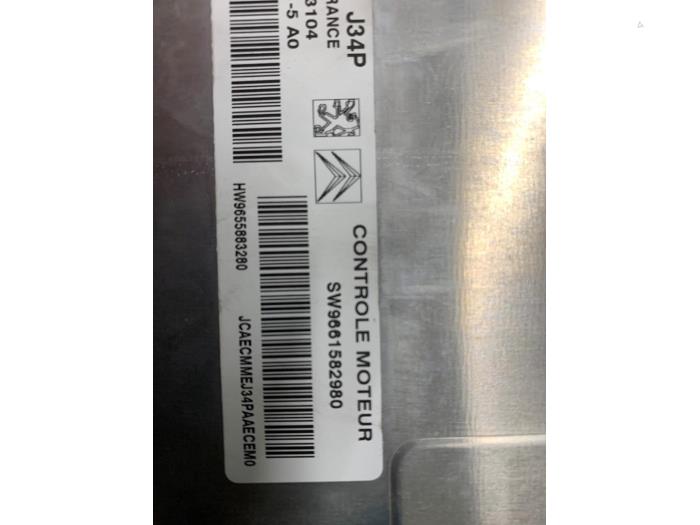 J34P
RANCE
3104
-5 A0
CONTROLE MOTEUR
SW9661582980
HW9655883280
JCAECMMEJ34PAAECEM0